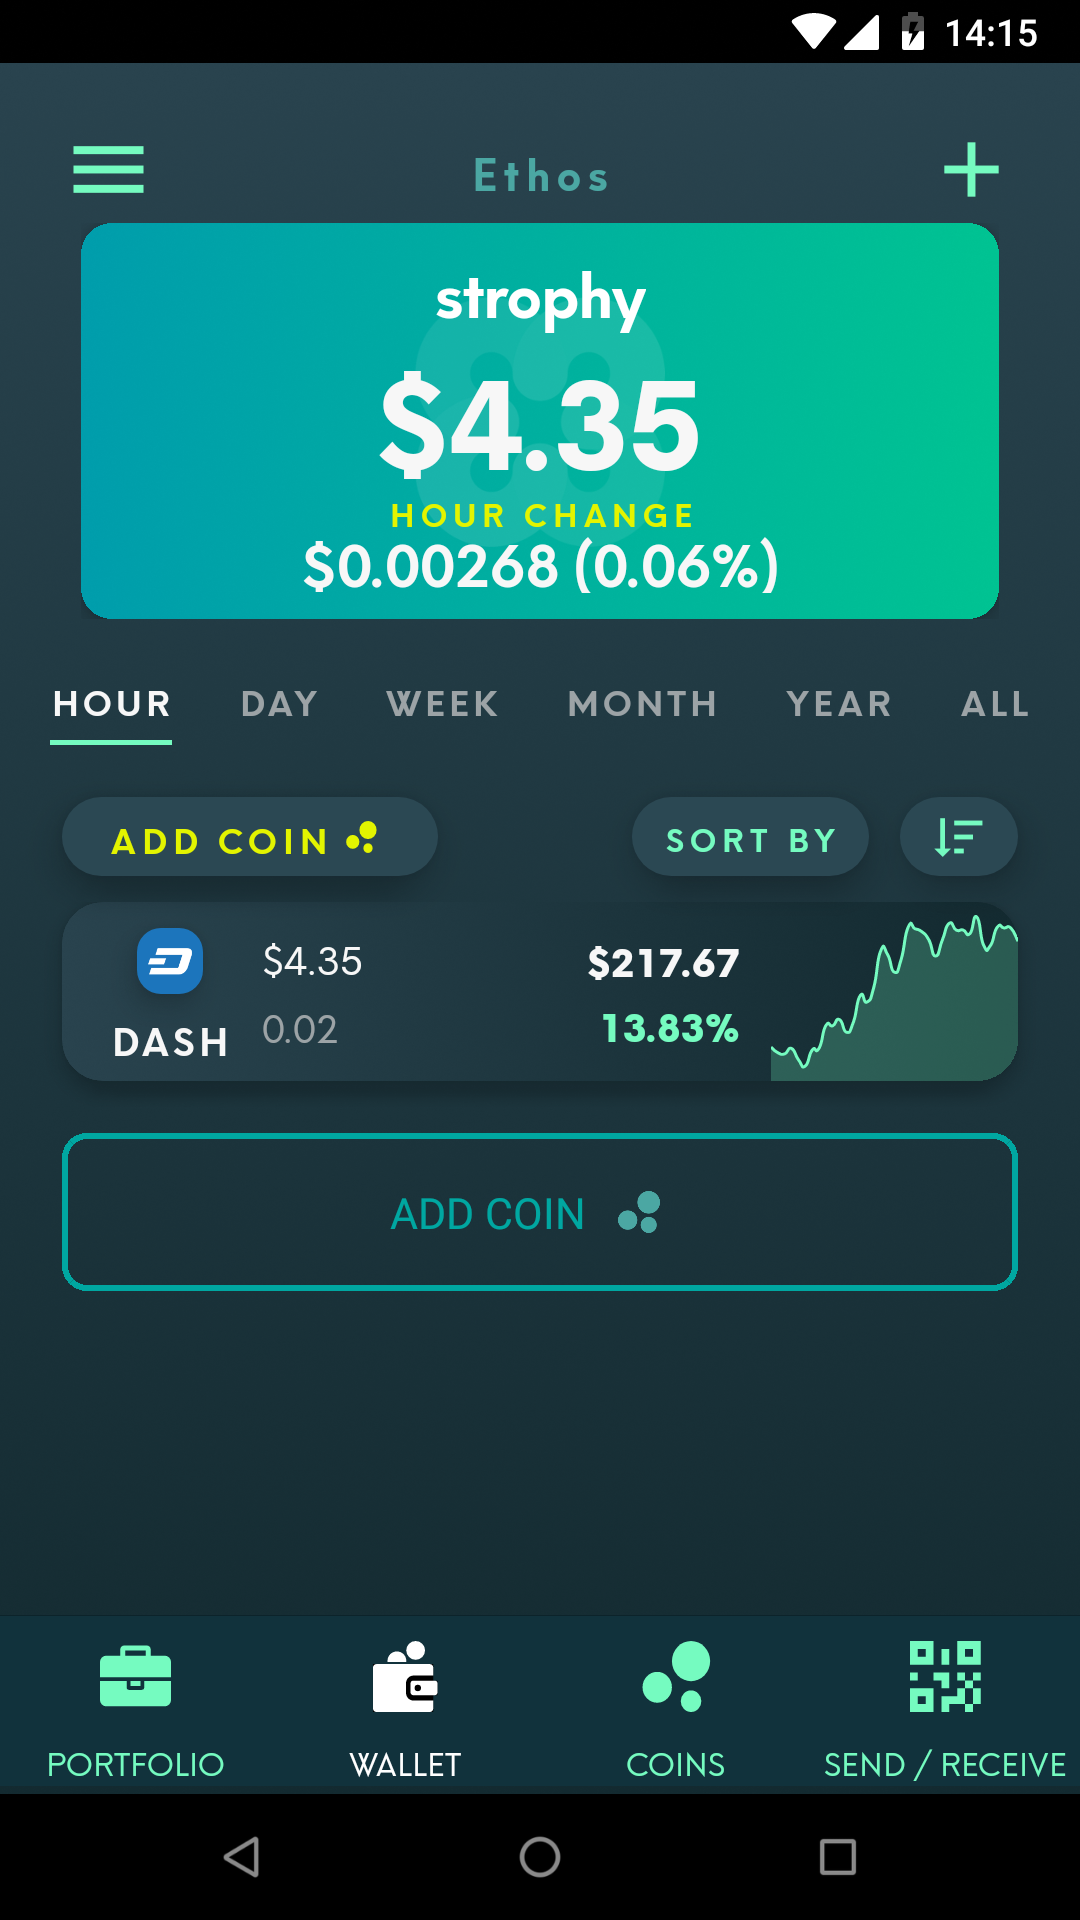 14:15
Ethos
strophy
$4.35
HOUR CHANGE
$0.00268 (0.06%)
HOUR DAY WEEK MONTH YEAR ALL
ADD COIN SORT BY
$4.35 $217.67
DASH 0.02 13.83%
ADD COIN
PORTFOLIO WALLET COINS SEND / RECEIVE